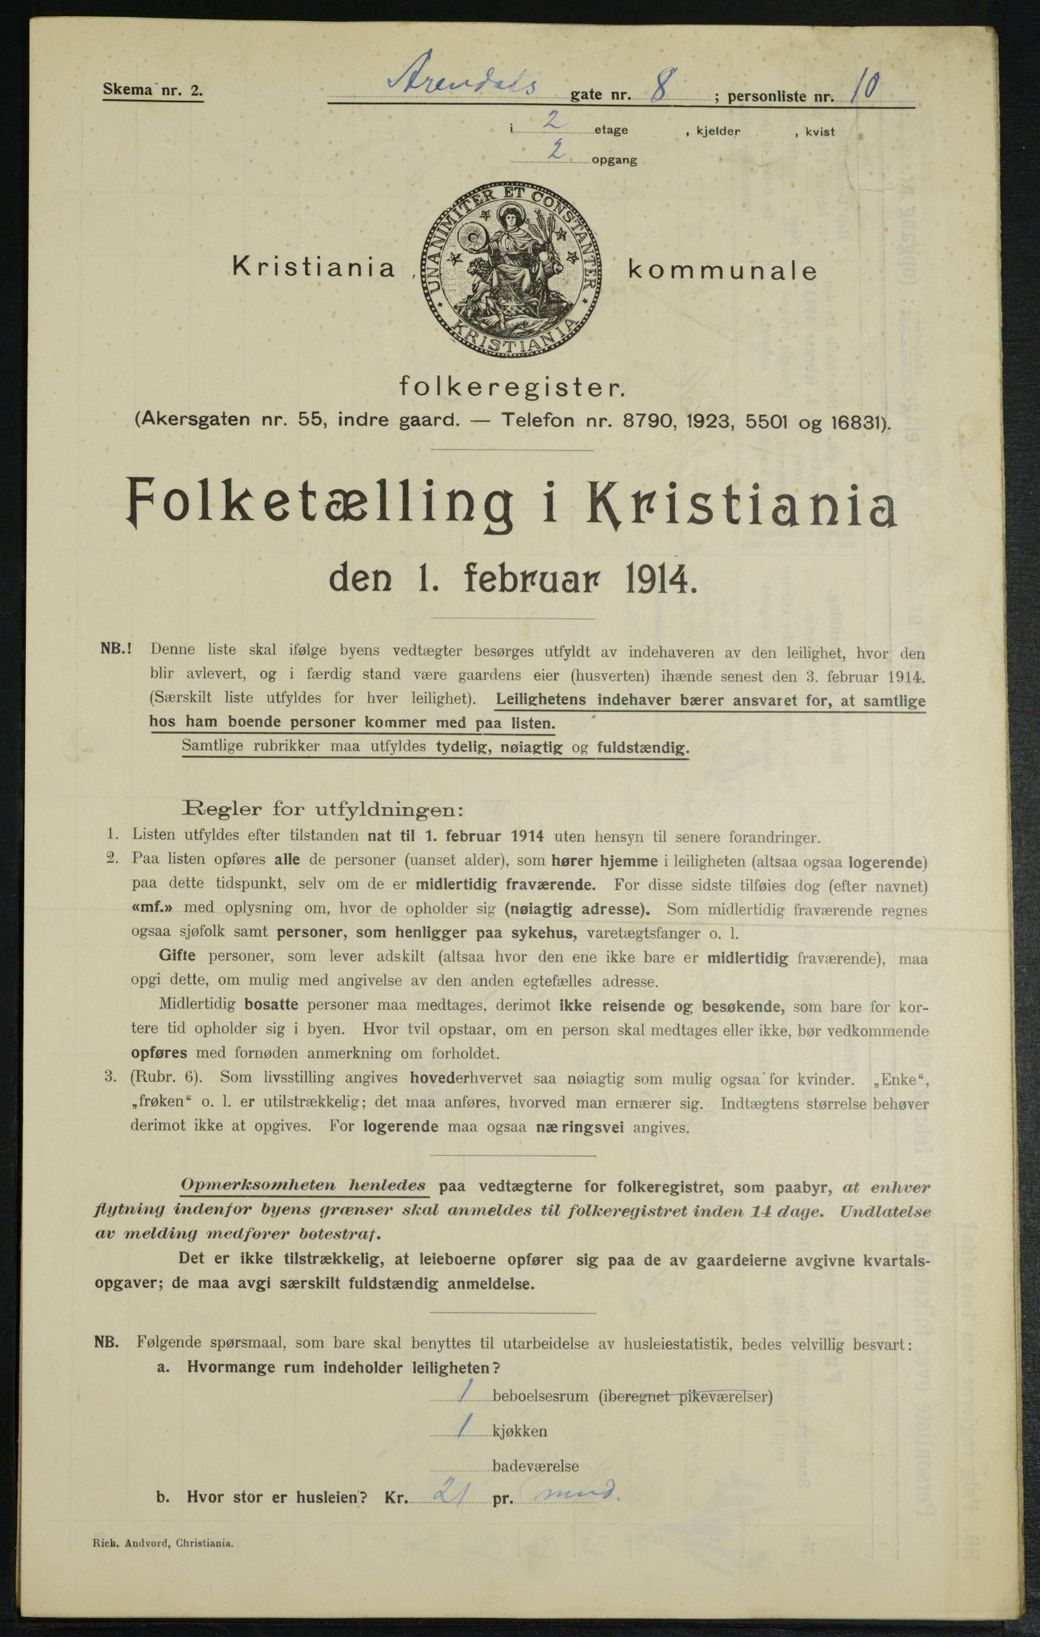 Skema nr. 2.
Arendals gate nr. 8 ; personliste nr. 10
i 2 etage , kjelder , kvist
2 opgang
UNANIMITER ET CONSTANTER
KRISTIANIA
Kristiania kommunale
folkeregister.
(Akersgaten nr. 55, indre gaard. — Telefon nr. 8790, 1923, 5501 og 16831).
Folketælling i Kristiania
den 1. februar 1914.
NB.! Denne liste skal ifølge byens vedtægter besørges utfyldt av indehaveren av den leilighet, hvor den
blir avlevert, og i færdig stand være gaardens eier (husverten) ihænde senest den 3. februar 1914.
(Særskilt liste utfyldes for hver leilighet). Leilighetens indehaver bærer ansvaret for, at samtlige
hos ham boende personer kommer med paa listen.
Samtlige rubrikker maa utfyldes tydelig, nøiagtig og fuldstændig.
Regler for utfyldningen:
1. Listen utfyldes efter tilstanden nat til 1. februar 1914 uten hensyn til senere forandringer.
2. Paa listen opføres alle de personer (uanset alder), som hører hjemme i leiligheten (altsaa ogsaa logerende)
paa dette tidspunkt, selv om de er midlertidig fraværende. For disse sidste tilføies dog (efter navnet)
«mf.» med oplysning om, hvor de opholder sig (nøiagtig adresse). Som midlertidig fraværende regnes
ogsaa sjøfolk samt personer, som henligger paa sykehus, varetægtsfanger o. l.
Gifte personer, som lever adskilt (altsaa hvor den ene ikke bare er midlertidig fraværende), maa
opgi dette, om mulig med angivelse av den anden egtefælles adresse.
Midlertidig bosatte personer maa medtages, derimot ikke reisende og besøkende, som bare for kor-
tere tid opholder sig i byen. Hvor tvil opstaar, om en person skal medtages eller ikke, bør vedkommende
opføres med fornøden anmerkning om forholdet.
3. (Rubr. 6). Som livsstilling angives hovederhvervet saa nøiagtig som mulig ogsaa for kvinder. „Enke“,
„frøken“ o. l. er utilstrækkelig; det maa anføres, hvorved man ernærer sig. Indtægtens størrelse behøver
derimot ikke at opgives. For logerende maa ogsaa næringsvei angives.
Opmerksomheten henledes paa vedtægterne for folkeregistret, som paabyr, at enhver
flytning indenfor byens grænser skal anmeldes til folkeregistret inden 14 dage. Undlatelse
av melding medfører bøtestraf.
Det er ikke tilstrækkelig, at leieboerne opfører sig paa de av gaardeierne avgivne kvartals-
opgaver; de maa avgi særskilt fuldstændig anmeldelse.
NB. Følgende spørsmaal, som bare skal benyttes til utarbeidelse av husleiestatistik, bedes velvillig besvart:
a. Hvormange rum indeholder leiligheten?
1 beboelsesrum (iberegnet pikeværelser)
1 kjøkken
badeværelse
b. Hvor stor er husleien? Kr. 21 pr. mnd.
Rich. Andvord, Christiania.